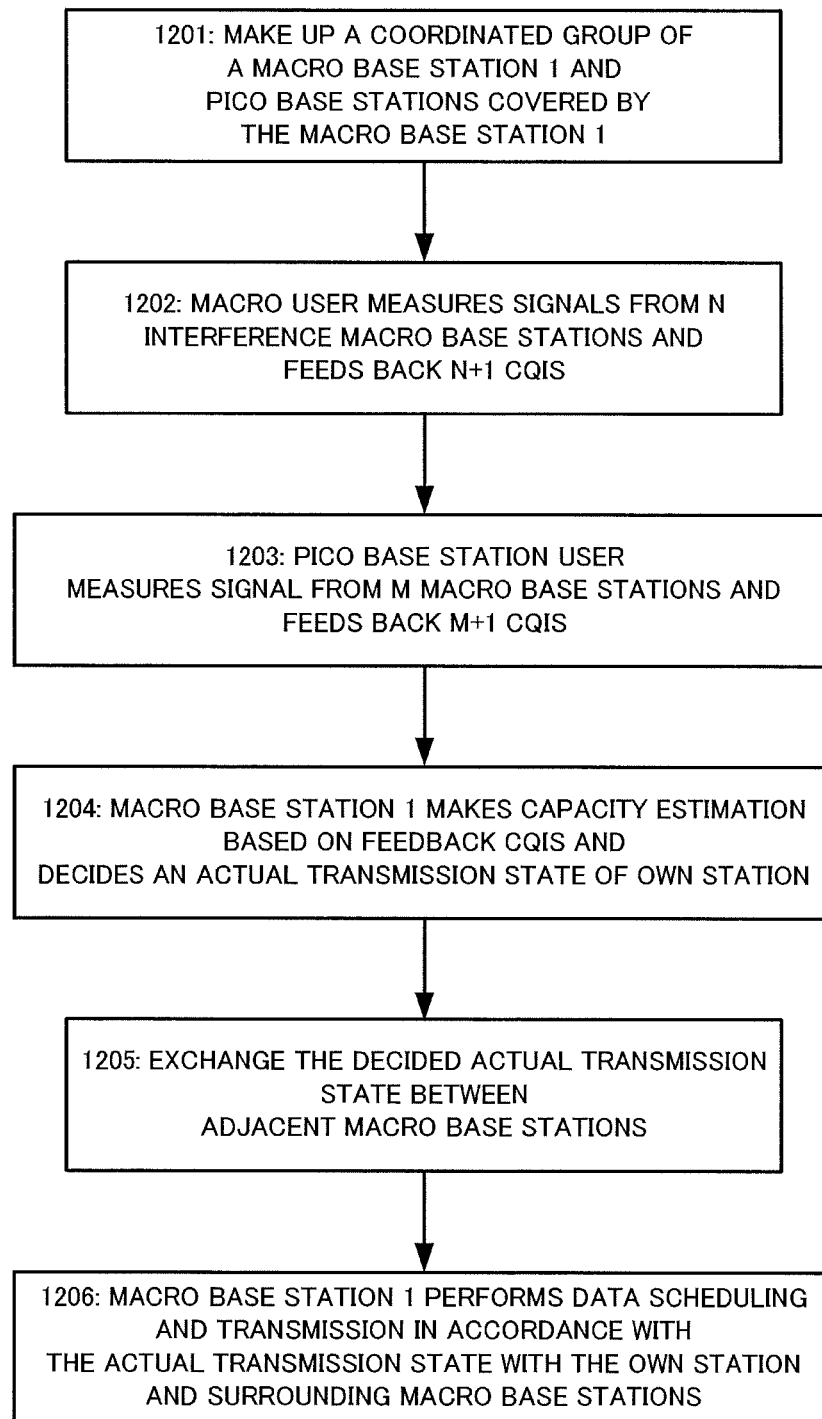 1201: MAKE UP A COORDINATED GROUP OF
A MACRO BASE STATION 1 AND
PICO BASE STATIONS COVERED BY
THE MACRO BASE STATION 1
1202: MACRO USER MEASURES SIGNALS FROM N
INTERFERENCE MACRO BASE STATIONS AND
FEEDS BACK N+1 CQIS
1203: PICO BASE STATION USER
MEASURES SIGNAL FROM M MACRO BASE STATIONS AND
FEEDS BACK M+1 CQIS
1204: MACRO BASE STATION 1 MAKES CAPACITY ESTIMATION
BASED ON FEEDBACK CQIS AND
DECIDES AN ACTUAL TRANSMISSION STATE OF OWN STATION
1205: EXCHANGE THE DECIDED ACTUAL TRANSMISSION
STATE BETWEEN
ADJACENT MACRO BASE STATIONS
1206: MACRO BASE STATION 1 PERFORMS DATA SCHEDULING
AND TRANSMISSION IN ACCORDANCE WITH
THE ACTUAL TRANSMISSION STATE WITH THE OWN STATION
AND SURROUNDING MACRO BASE STATIONS